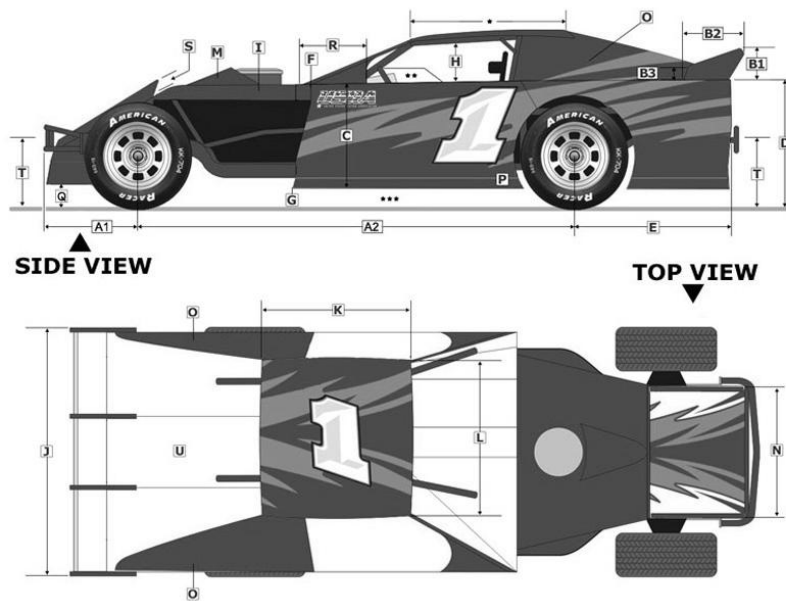 ★
R
H
O
B2
S
M
I
F
★★
B3
B1
1
AMERICAN
AMERICAN
C
D
T
T
P
Q
RACER
RACER
G
★★★
A1
A2
E
SIDE VIEW
TOP VIEW
O
K
J
U
1
L
N
O